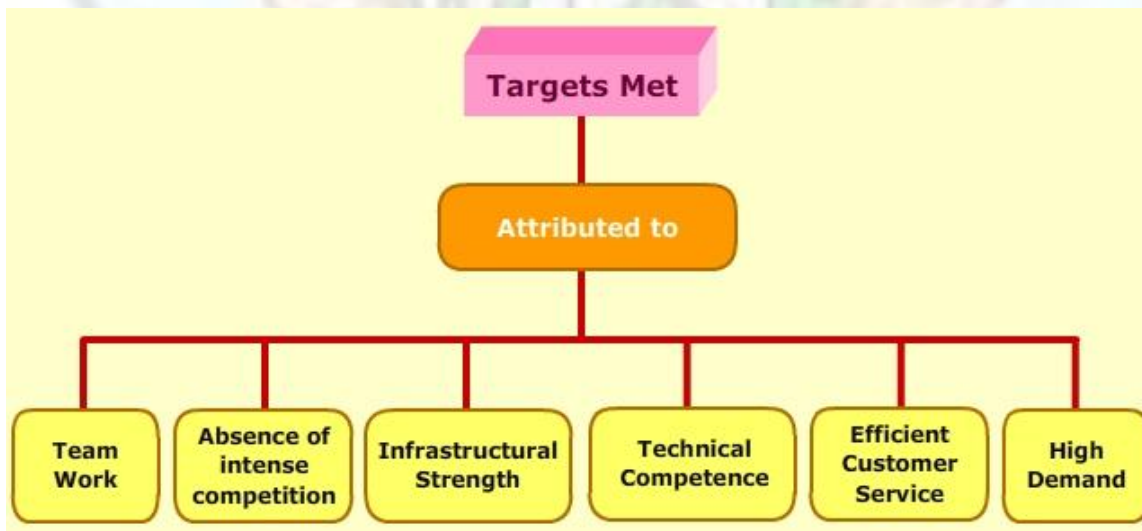 Targets Met
Attributed to
Team
Work
Absence of
intense
competition
Infrastructural
Strength
Technical
Competence
Efficient
Customer
Service
High
Demand